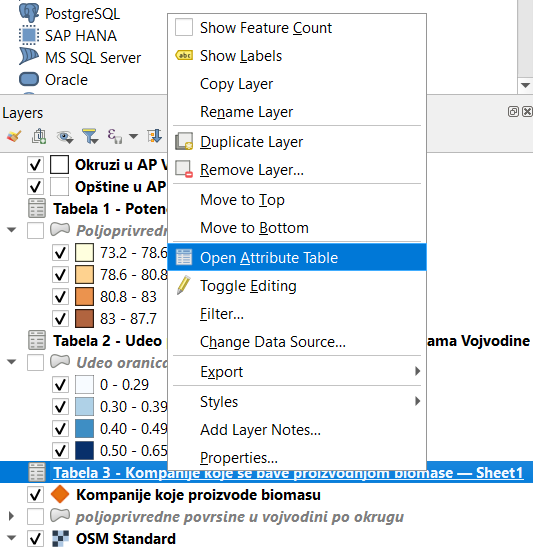 PostgreSQL
SAP HANA
MS SQL Server
Oracle
Layers
Show Feature Count
abc Show Labels
Copy Layer
Rename Layer
Duplicate Layer
Remove Layer...
Move to Top
Move to Bottom
Open Attribute Table
Toggle Editing
Filter...
Change Data Source...
Export
Styles
Add Layer Notes...
Properties...
Okruzi u AP V
Opštine u AP
Tabela 1 - Poten
Poljoprivredn
73.2 - 78.6
78.6 - 80.8
80.8 - 83
83 - 87.7
Tabela 2 - Udeo ama Vojvodine
Udeo oranica
0 - 0.29
0.30 - 0.39
0.40 - 0.49
0.50 - 0.65
Tabela 3 - Kompanije koje se bave proizvodnjom biomase — Sheet1
Kompanije koje proizvode biomasu
poljoprivredne povrsine u vojvodini po okrugu
OSM Standard